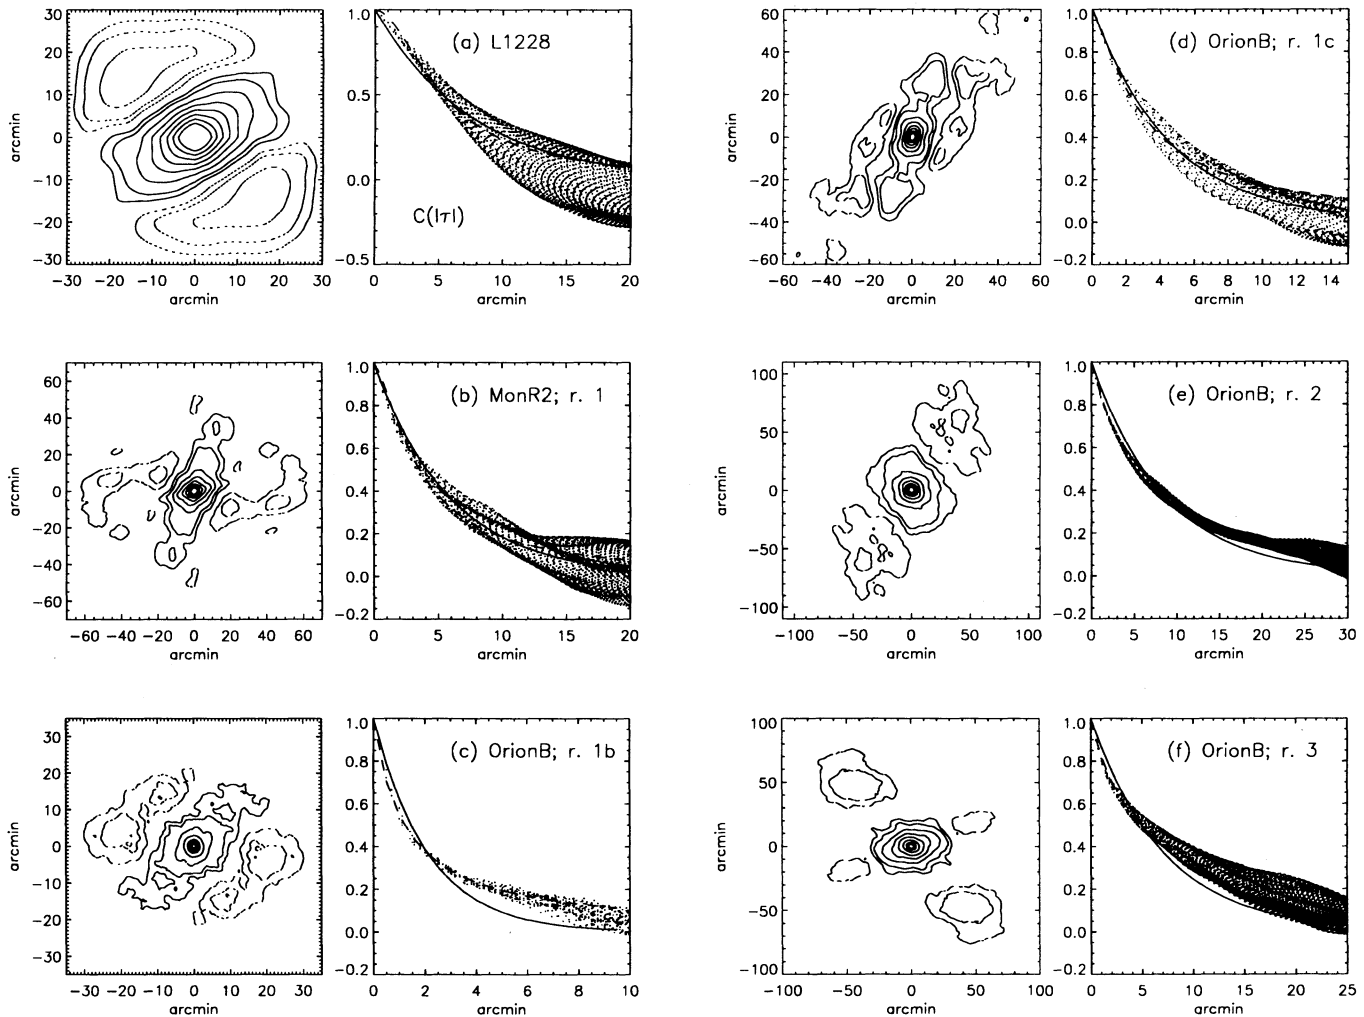 (a) L1228
C(|τ|)
30
20
10
0
−10
−20
−30
−30 −20 −10 0 10 20 30
arcmin
arcmin
1.0
0.5
0.0
−0.5
0 5 10 15 20
arcmin
(d) OrionB; r. 1c
60
40
20
0
−20
−40
−60
−60 −40 −20 0 20 40 60
arcmin
arcmin
1.0
0.8
0.6
0.4
0.2
0.0
−0.2
0 2 4 6 8 10 12 14
arcmin
(b) MonR2; r. 1
60
40
20
0
−20
−40
−60
−60 −40 −20 0 20 40 60
arcmin
arcmin
1.0
0.8
0.6
0.4
0.2
0.0
−0.2
0 5 10 15 20
arcmin
(e) OrionB; r. 2
100
50
0
−50
−100
−100 −50 0 50 100
arcmin
arcmin
1.0
0.8
0.6
0.4
0.2
0.0
−0.2
0 5 10 15 20 25 30
arcmin
(c) OrionB; r. 1b
30
20
10
0
−10
−20
−30
−30 −20 −10 0 10 20 30
arcmin
arcmin
1.0
0.8
0.6
0.4
0.2
0.0
−0.2
0 2 4 6 8 10
arcmin
(f) OrionB; r. 3
100
50
0
−50
−100
−100 −50 0 50 100
arcmin
arcmin
1.0
0.8
0.6
0.4
0.2
0.0
−0.2
0 5 10 15 20 25
arcmin